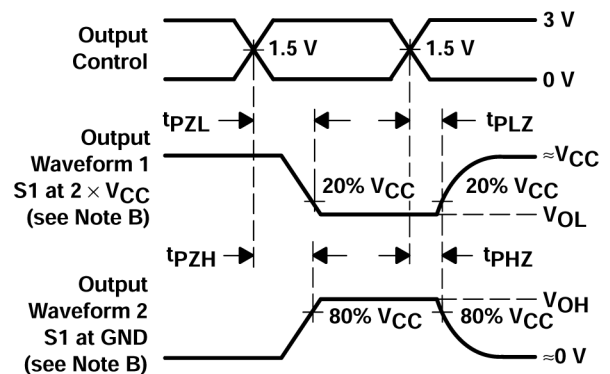 3 V
Output
Control
1.5 V
1.5 V
0 V
tPZL
tPLZ
Output
Waveform 1
S1 at 2 × VCC
(see Note B)
≈VCC
20% VCC
20% VCC
VOL
tPZH
tPHZ
Output
Waveform 2
S1 at GND
(see Note B)
VOH
80% VCC
80% VCC
≈0 V